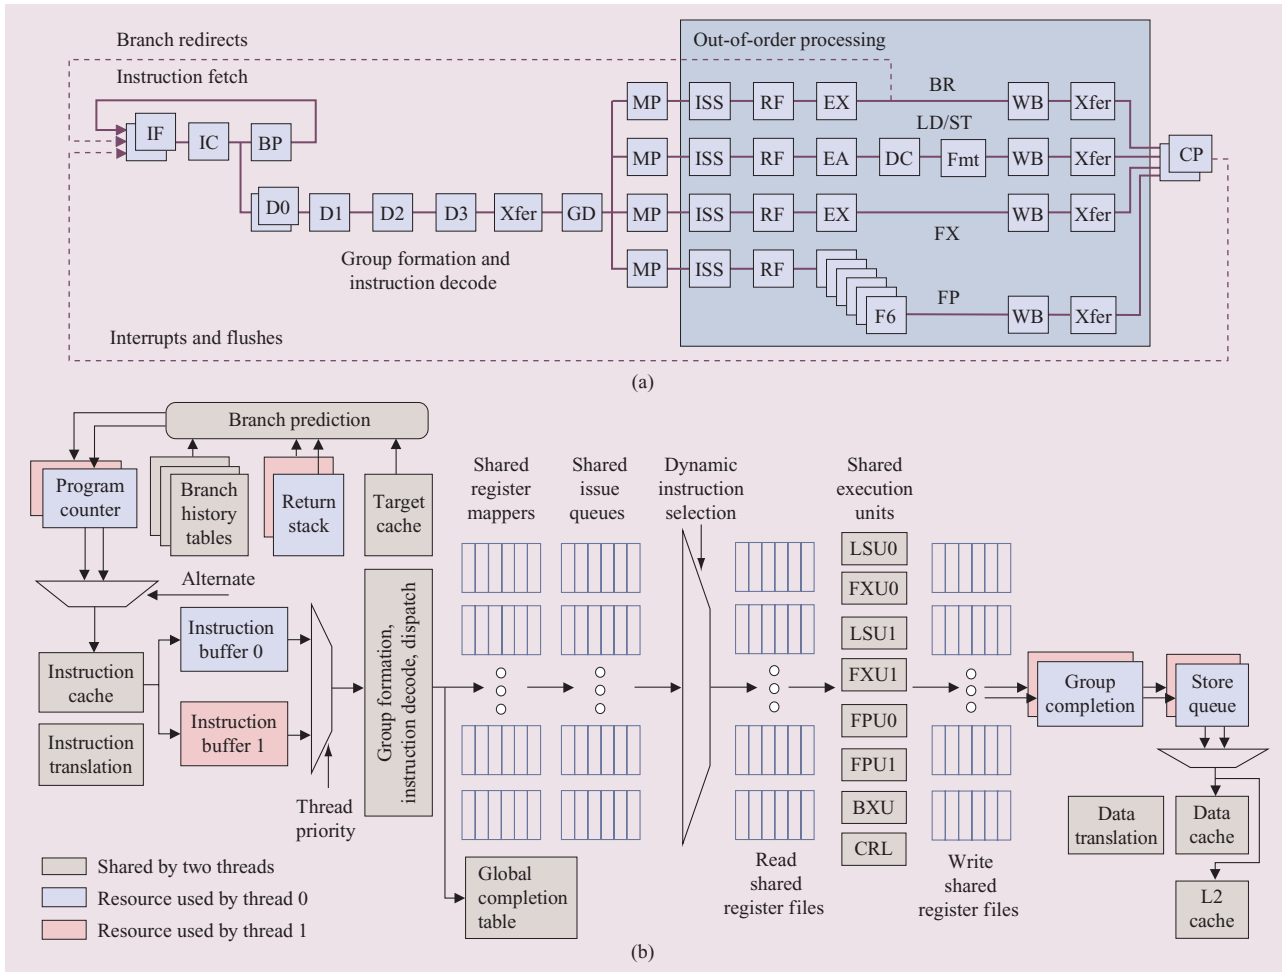 Branch redirects
Out-of-order processing
Instruction fetch
IF
IC
BP
MP
ISS
RF
EX
BR
WB
Xfer
LD/ST
MP
ISS
RF
EA
DC
Fmt
WB
Xfer
CP
D0
D1
D2
D3
Xfer
GD
MP
ISS
RF
EX
WB
Xfer
FX
Group formation and
instruction decode
MP
ISS
RF
F6
FP
WB
Xfer
Interrupts and flushes
(a)
Branch prediction
Program
counter
Branch
history
tables
Return
stack
Target
cache
Shared
register
mappers
Shared
issue
queues
Dynamic
instruction
selection
Shared
execution
units
Alternate
Instruction
cache
Instruction
translation
Instruction
buffer 0
Instruction
buffer 1
Thread
priority
Group formation,
instruction decode, dispatch
LSU0
FXU0
LSU1
FXU1
FPU0
FPU1
BXU
CRL
Group
completion
Store
queue
Data
translation
Data
cache
L2
cache
Read
shared
register files
Write
shared
register files
Global
completion
table
Shared by two threads
Resource used by thread 0
Resource used by thread 1
(b)